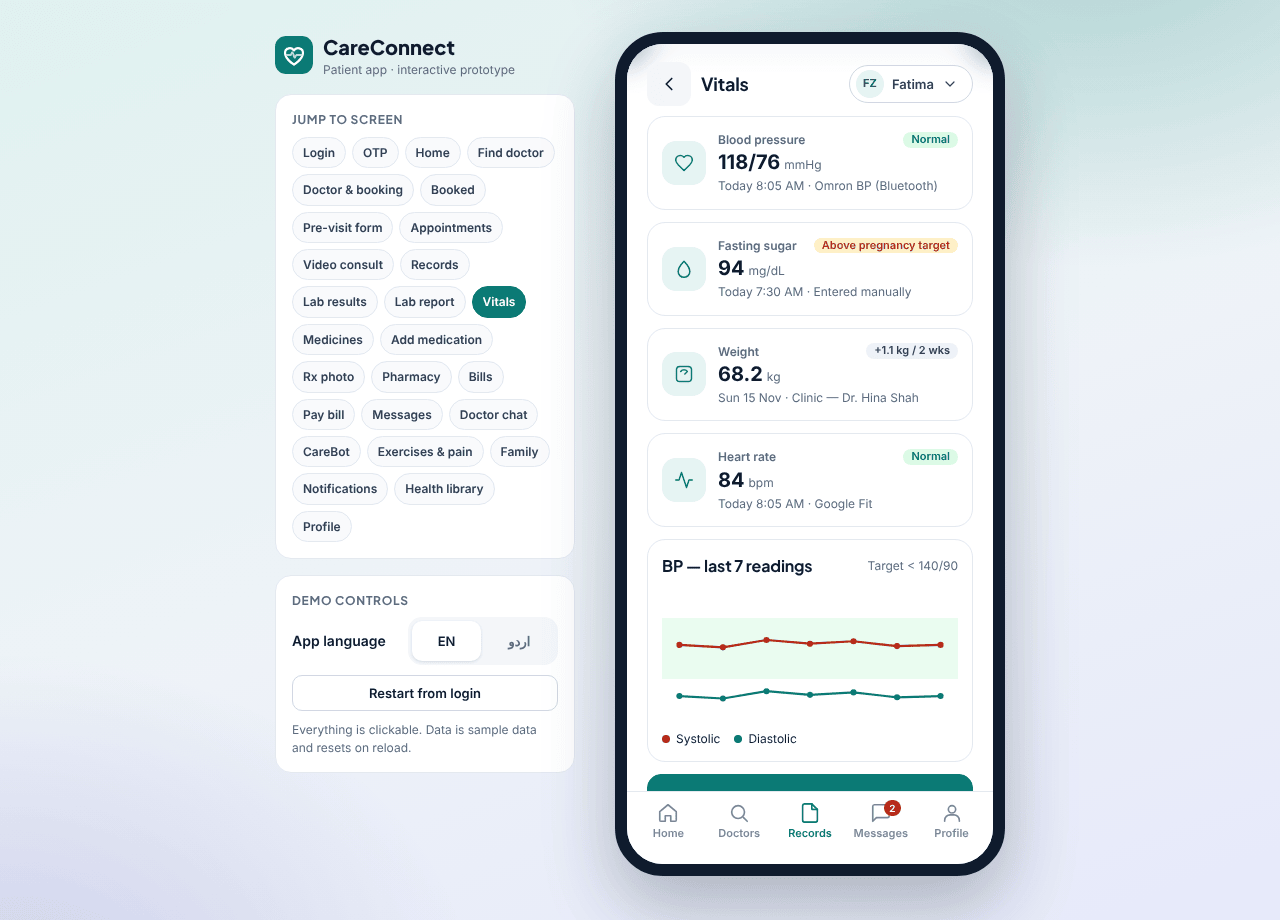 CareConnect
Patient app · interactive prototype
JUMP TO SCREEN
Login OTP Home Find doctor
Doctor & booking Booked
Pre-visit form Appointments
Video consult Records
Lab results Lab report Vitals
Medicines Add medication
Rx photo Pharmacy Bills
Pay bill Messages Doctor chat
CareBot Exercises & pain Family
Notifications Health library
Profile
DEMO CONTROLS
App language EN اردو
Restart from login
Everything is clickable. Data is sample data
and resets on reload.
Vitals FZ Fatima
Blood pressure Normal
118/76 mmHg
Today 8:05 AM · Omron BP (Bluetooth)
Fasting sugar Above pregnancy target
94 mg/dL
Today 7:30 AM · Entered manually
Weight +1.1 kg / 2 wks
68.2 kg
Sun 15 Nov · Clinic — Dr. Hina Shah
Heart rate Normal
84 bpm
Today 8:05 AM · Google Fit
BP — last 7 readings Target < 140/90
Systolic Diastolic
2
Home Doctors Records Messages Profile